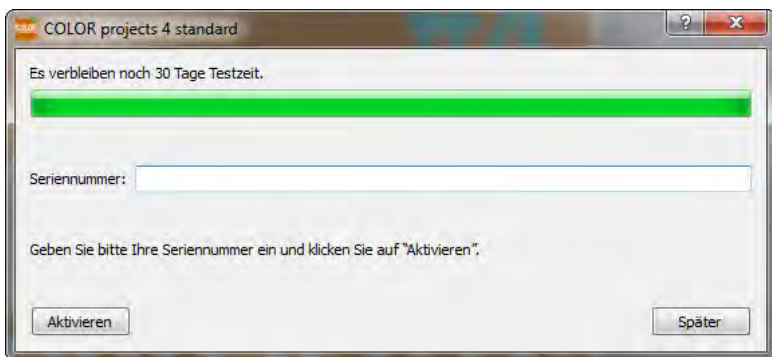 COLOR projects 4 standard
Es verbleiben noch 30 Tage Testzeit.
Seriennummer:
Geben Sie bitte Ihre Seriennummer ein und klicken Sie auf "Aktivieren".
Aktivieren
Später